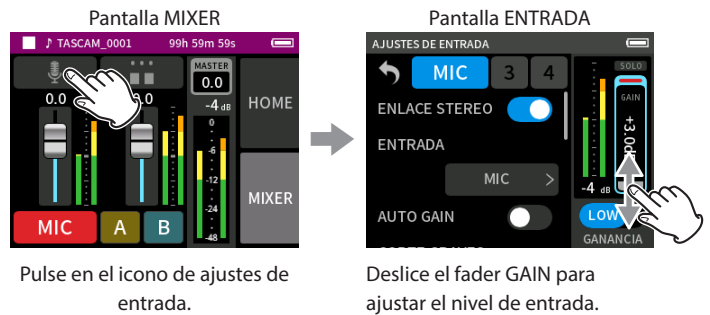 Pantalla MIXER
♪ TASCAM_0001 99h 59m 59s
MASTER
0.0
0.0
.0
-4 dB
0
-6
-12
-24
-48
HOME
MIXER
MIC A B
Pulse en el icono de ajustes de
entrada.
Pantalla ENTRADA
AJUSTES DE ENTRADA
MIC 3 4
SOLO
GAIN
+3.0dB
ENLACE STEREO
ENTRADA
MIC >
-4 dB
AUTO GAIN
LOW
GANANCIA
Deslice el fader GAIN para
ajustar el nivel de entrada.